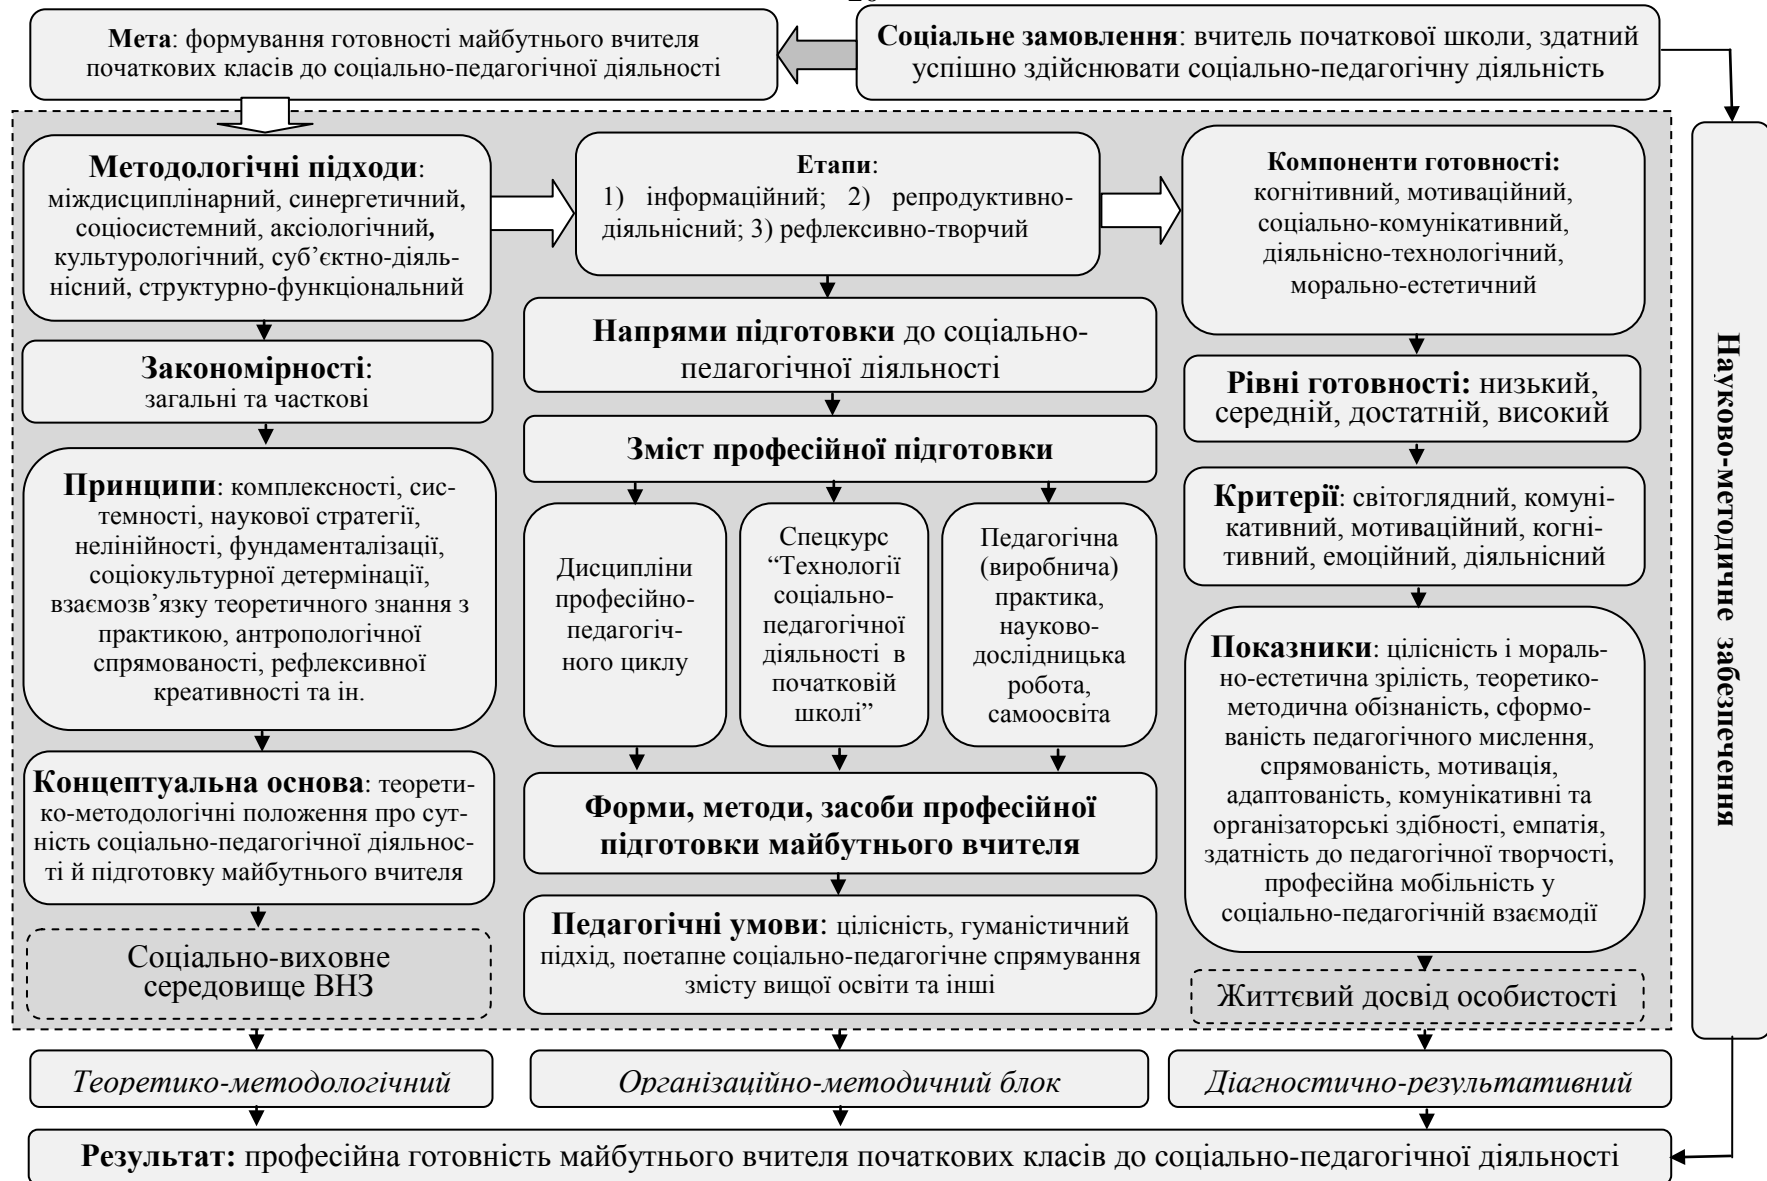 Мета: формування готовності майбутнього вчителя
початкових класів до соціально-педагогічної діяльності
Соціальне замовлення: вчитель початкової школи, здатний
успішно здійснювати соціально-педагогічну діяльність
Методологічні підходи:
міждисциплінарний, синергетичний,
соціосистемний, аксіологічний,
культурологічний, суб’єктно-діяль-
нісний, структурно-функціональний
Закономірності:
загальні та часткові
Принципи: комплексності, сис-
темності, наукової стратегії,
нелінійності, фундаменталізації,
соціокультурної детермінації,
взаємозв’язку теоретичного знання з
практикою, антропологічної
спрямованості, рефлексивної
креативності та ін.
Концептуальна основа: теорети-
ко-методологічні положення про сут-
ність соціально-педагогічної діяльнос-
ті й підготовку майбутнього вчителя
Соціально-виховне
середовище ВНЗ
Етапи:
1) інформаційний; 2) репродуктивно-
діяльнісний; 3) рефлексивно-творчий
Напрями підготовки до соціально-
педагогічної діяльності
Зміст професійної підготовки
Дисципліни
професійно-
педагогіч-
ного циклу
Спецкурс
“Технології
соціально-
педагогічної
діяльності в
початковій
школі”
Педагогічна
(виробнича)
практика,
науково-
дослідницька
робота,
самоосвіта
Форми, методи, засоби професійної
підготовки майбутнього вчителя
Педагогічні умови: цілісність, гуманістичний
підхід, поетапне соціально-педагогічне спрямування
змісту вищої освіти та інші
Компоненти готовності:
когнітивний, мотиваційний,
соціально-комунікативний,
діяльнісно-технологічний,
морально-естетичний
Рівні готовності: низький,
середній, достатній, високий
Критерії: світоглядний, комуні-
кативний, мотиваційний, когні-
тивний, емоційний, діяльнісний
Показники: цілісність і мораль-
но-естетична зрілість, теоретико-
методична обізнаність, сформо-
ваність педагогічного мислення,
спрямованість, мотивація,
адаптованість, комунікативні та
організаторські здібності, емпатія,
здатність до педагогічної творчості,
професійна мобільність у
соціально-педагогічній взаємодії
Життєвий досвід особистості
Науково-методичне забезпечення
Теоретико-методологічний
Організаційно-методичний блок
Діагностично-результативний
Результат: професійна готовність майбутнього вчителя початкових класів до соціально-педагогічної діяльності